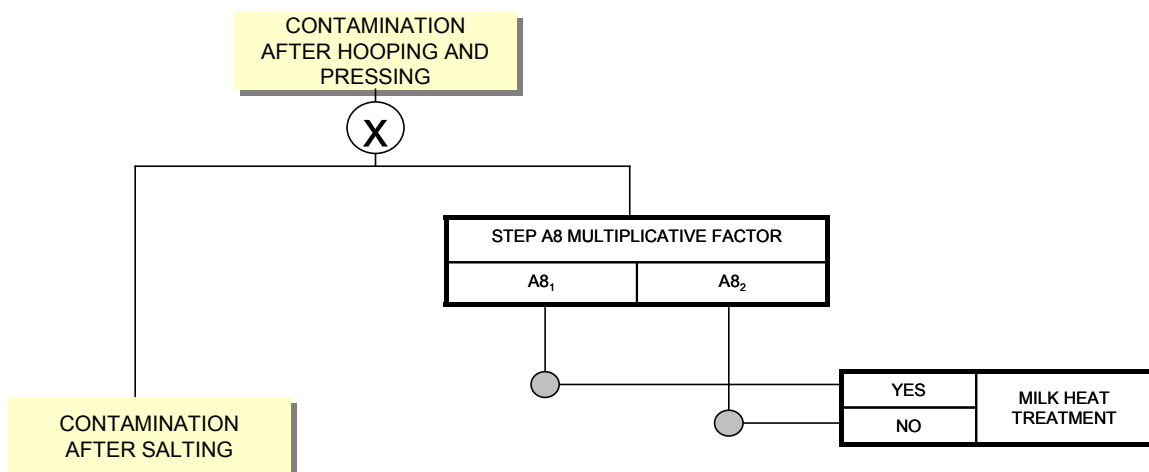 CONTAMINATION
AFTER HOOPING AND
PRESSING
X
STEP A8 MULTIPLICATIVE FACTOR
A8₁
A8₂
YES
NO
MILK HEAT
TREATMENT
CONTAMINATION
AFTER SALTING